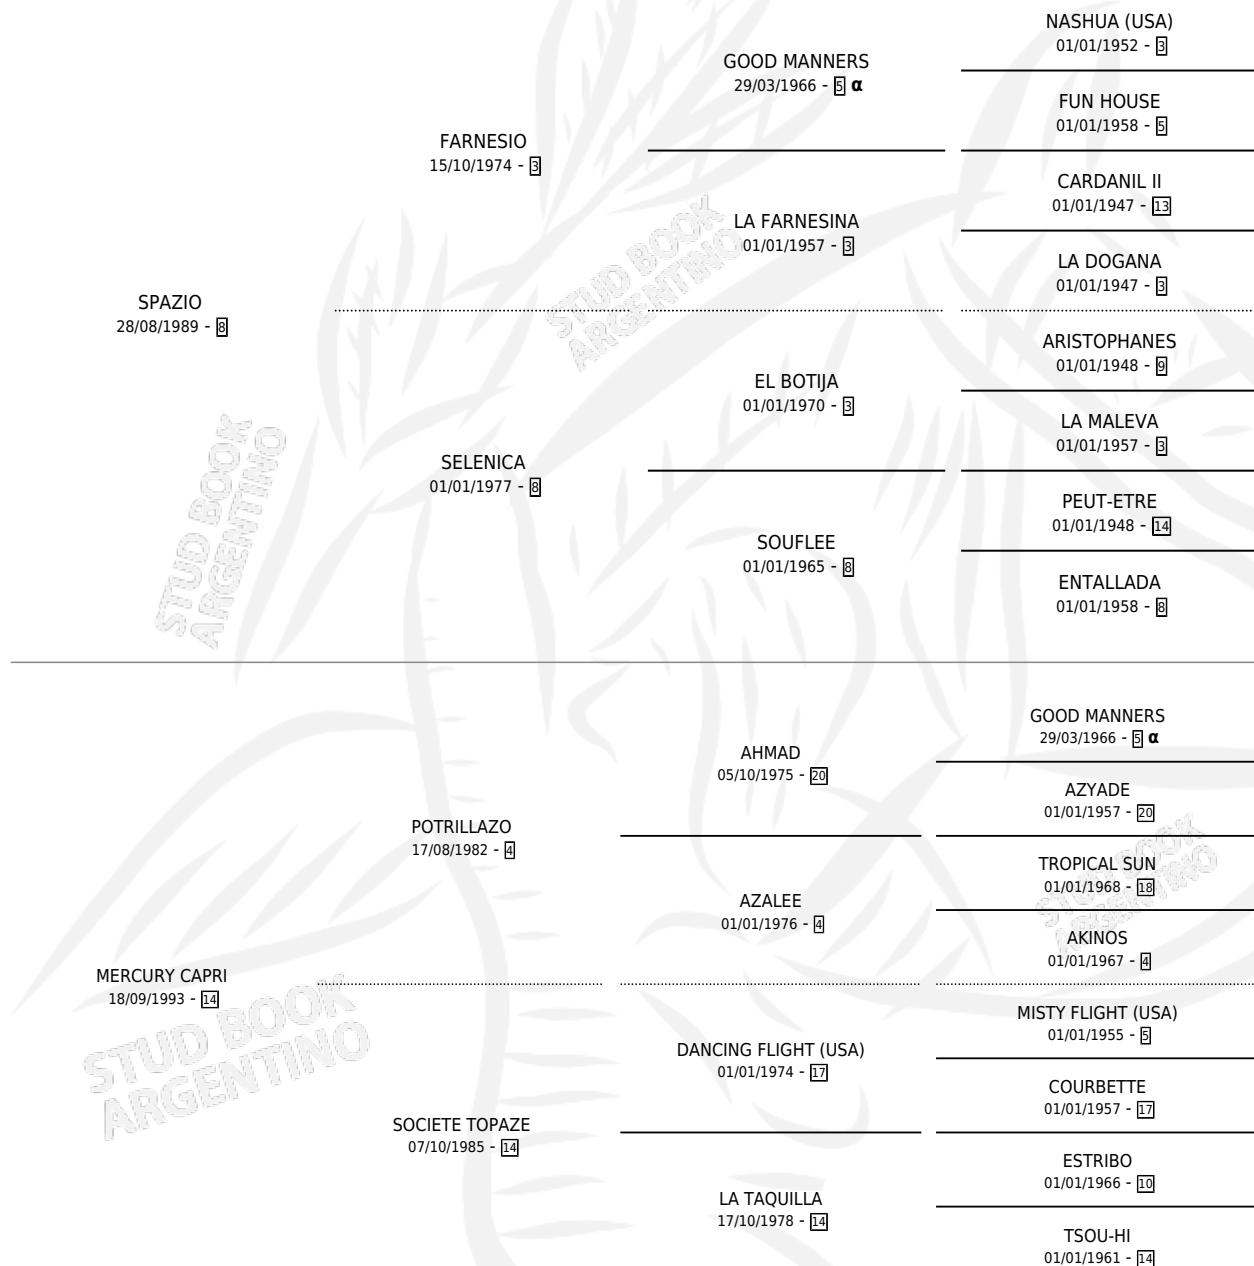 NASHUA (USA)
01/01/1952 - 3
GOOD MANNERS
29/03/1966 - 5 α
FUN HOUSE
01/01/1958 - 5
FARNESIO
15/10/1974 - 3
CARDANIL II
01/01/1947 - 13
LA FARNESINA
01/01/1957 - 3
LA DOGANA
01/01/1947 - 3
SPAZIO
28/08/1989 - 8
ARISTOPHANES
01/01/1948 - 9
EL BOTIJA
01/01/1970 - 3
LA MALEVA
01/01/1957 - 3
SELENICA
01/01/1977 - 8
PEUT-ETRE
01/01/1948 - 14
SOUFLEE
01/01/1965 - 8
ENTALLADA
01/01/1958 - 8
STUD BOOK
ARGENTINO
STUD BOOK
ARGENTINO
GOOD MANNERS
29/03/1966 - 5 α
AHMAD
05/10/1975 - 20
AZYADE
01/01/1957 - 20
POTRILLAZO
17/08/1982 - 4
TROPICAL SUN
01/01/1968 - 18
AZALEE
01/01/1976 - 4
AKINOS
01/01/1967 - 4
MERCURY CAPRI
18/09/1993 - 14
MISTY FLIGHT (USA)
01/01/1955 - 5
DANCING FLIGHT (USA)
01/01/1974 - 17
COURBETTE
01/01/1957 - 17
SOCIETE TOPAZE
07/10/1985 - 14
ESTRIBO
01/01/1966 - 10
LA TAQUILLA
17/10/1978 - 14
TSOU-HI
01/01/1961 - 14
STUD BOOK
ARGENTINO
STUD BOOK
ARGENTINO